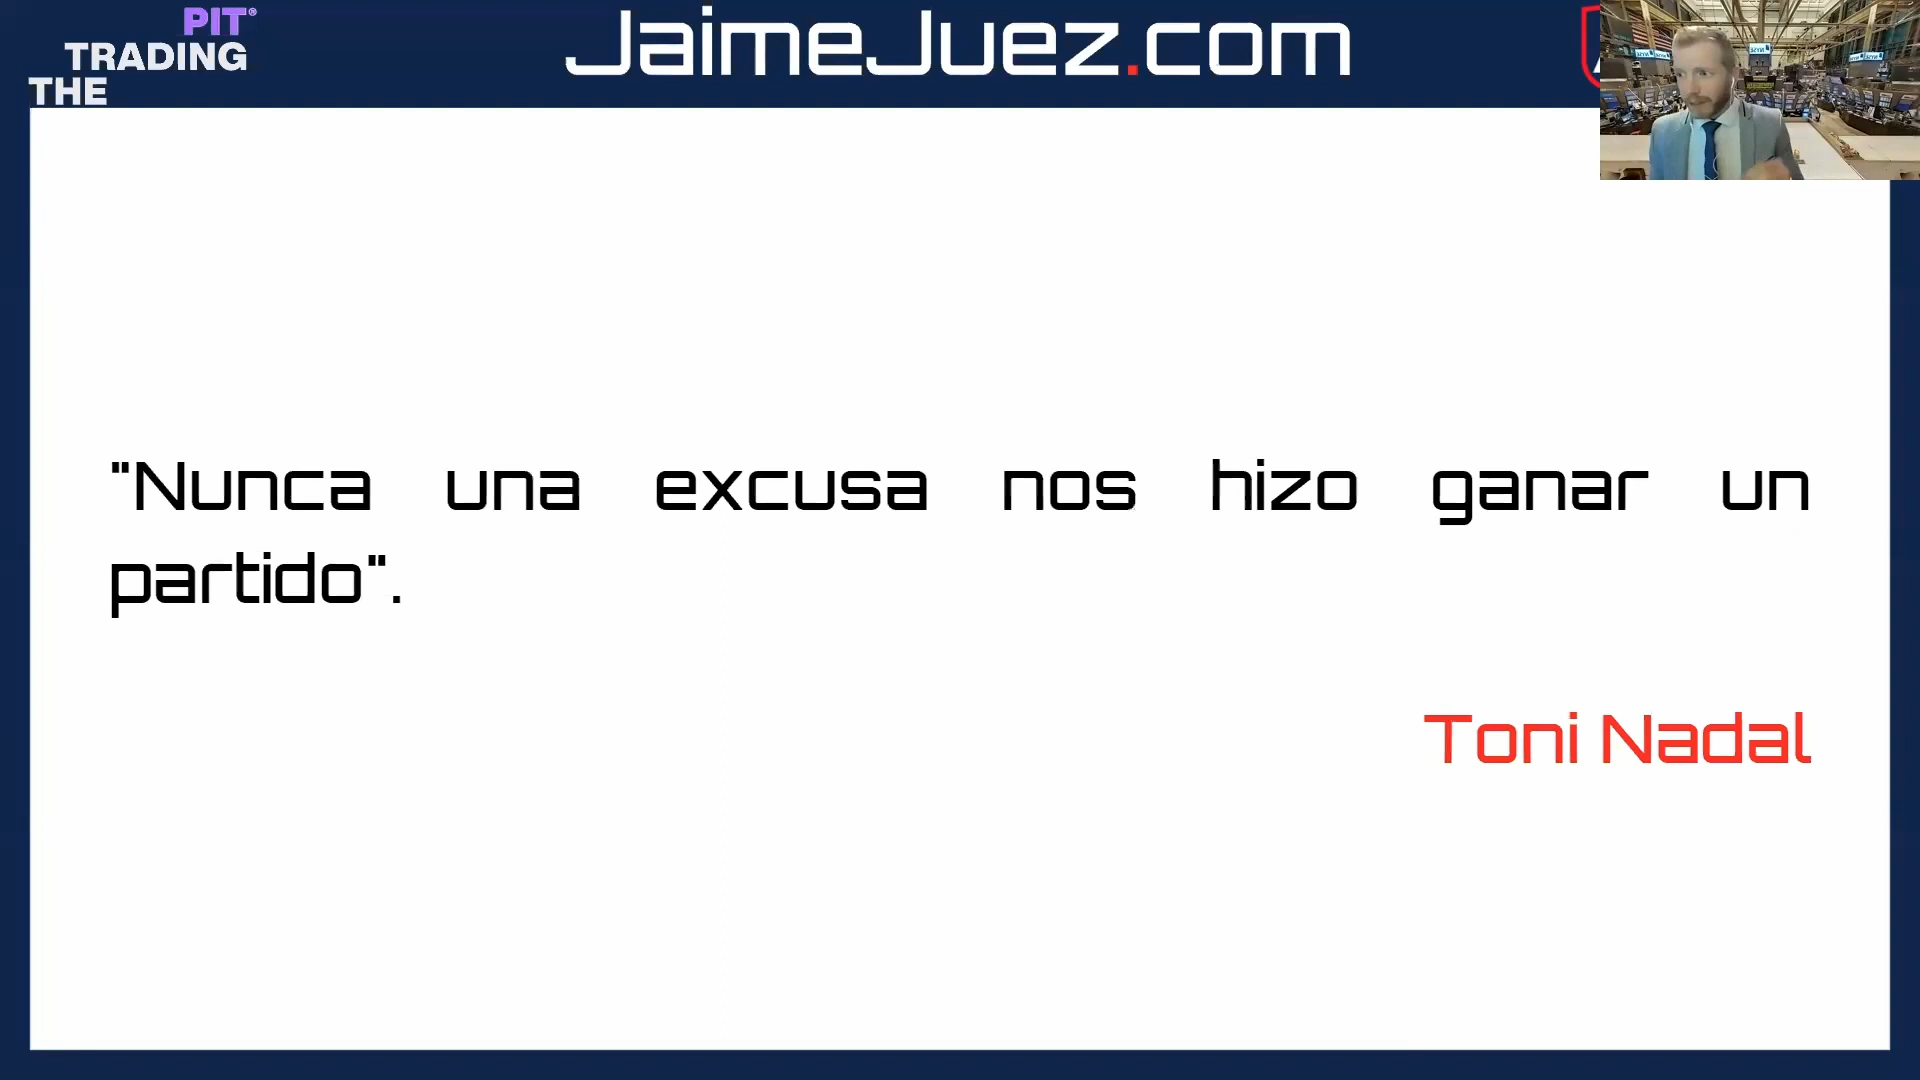 PIT®
TRADING
THE
JaimeJuez.com
"Nunca una excusa nos hizo ganar un
partido".
Toni Nadal